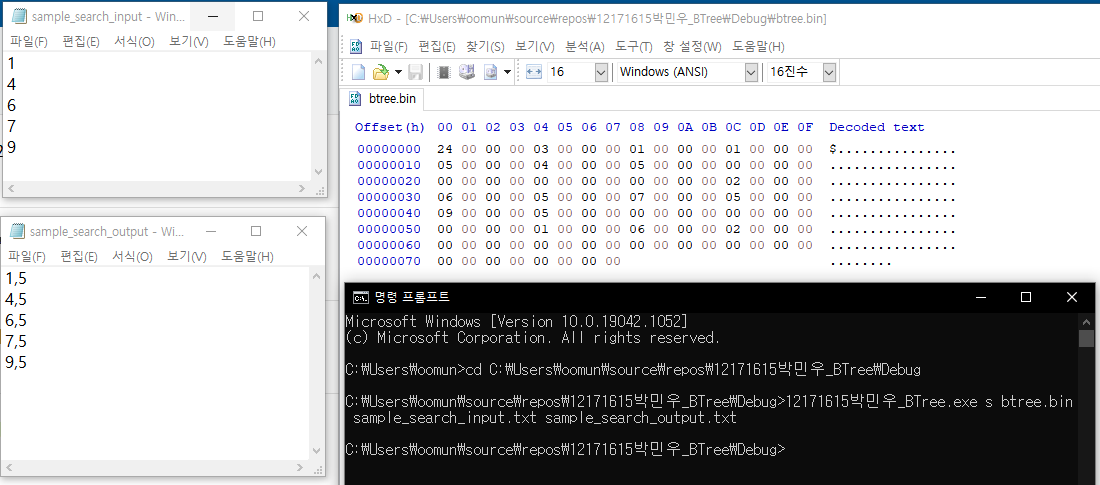 sample_search_input - Win...
파일(F) 편집(E) 서식(O) 보기(V) 도움말(H)
1
4
6
7
9
sample_search_output - Wi...
파일(F) 편집(E) 서식(O) 보기(V) 도움말(H)
1,5
4,5
6,5
7,5
9,5
HxD - [C:₩Users₩oomun₩source₩repos₩12171615박민우_BTree₩Debug₩btree.bin]
파일(F) 편집(E) 찾기(S) 보기(V) 분석(A) 도구(T) 창 설정(W) 도움말(H)
16 Windows (ANSI) 16진수
btree.bin
Offset(h) 00 01 02 03 04 05 06 07 08 09 0A 0B 0C 0D 0E 0F Decoded text
00000000 24 00 00 00 03 00 00 00 01 00 00 00 01 00 00 00 $...............
00000010 05 00 00 00 04 00 00 00 05 00 00 00 00 00 00 00 ................
00000020 00 00 00 00 00 00 00 00 00 00 00 00 02 00 00 00 ................
00000030 06 00 00 00 05 00 00 00 07 00 00 00 05 00 00 00 ................
00000040 09 00 00 00 05 00 00 00 00 00 00 00 00 00 00 00 ................
00000050 00 00 00 00 01 00 00 00 06 00 00 00 02 00 00 00 ................
00000060 00 00 00 00 00 00 00 00 00 00 00 00 00 00 00 00 ................
00000070 00 00 00 00 00 00 00 00 ........
명령 프롬프트
Microsoft Windows [Version 10.0.19042.1052]
(c) Microsoft Corporation. All rights reserved.
C:₩Users₩oomun>cd C:₩Users₩oomun₩source₩repos₩12171615박민우_BTree₩Debug
C:₩Users₩oomun₩source₩repos₩12171615박민우_BTree₩Debug>12171615박민우_BTree.exe s btree.bin
sample_search_input.txt sample_search_output.txt
C:₩Users₩oomun₩source₩repos₩12171615박민우_BTree₩Debug>